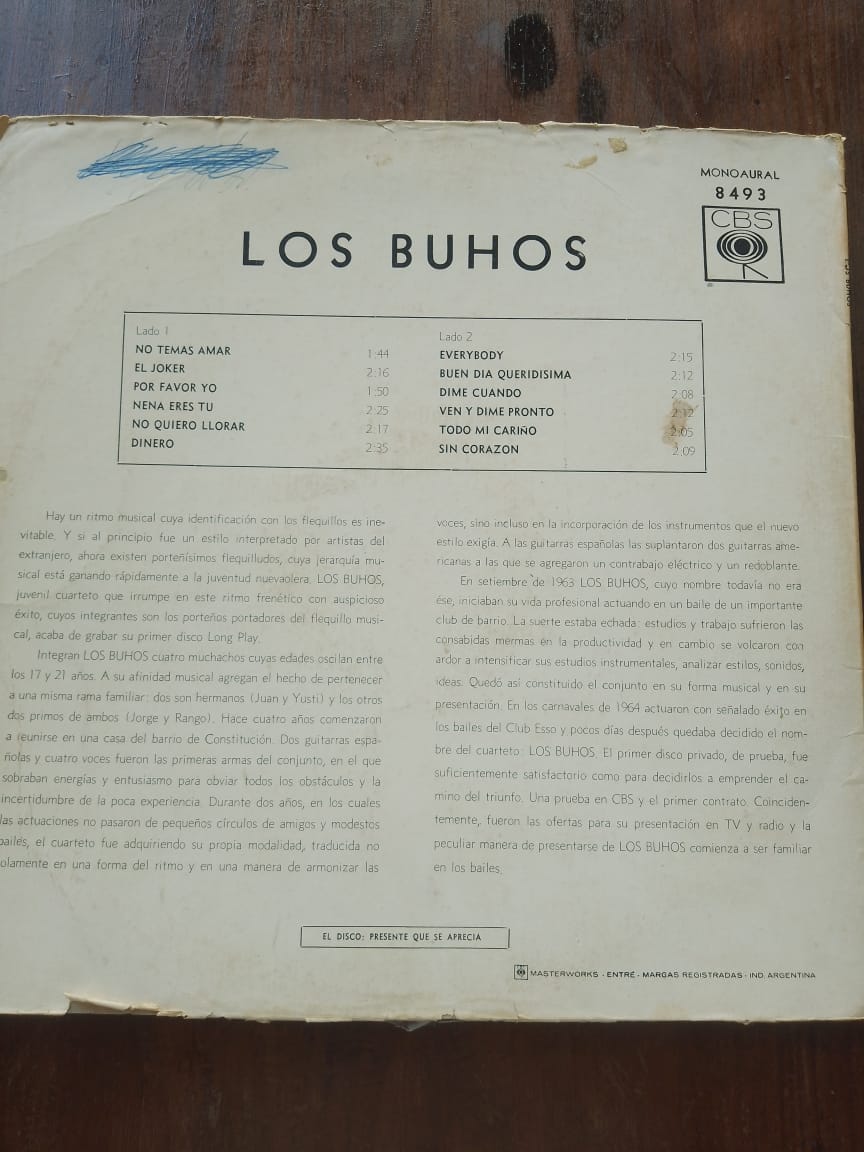 MONOAURAL
8493
CBS
LOS BUHOS
Lado 1
NO TEMAS AMAR 1:44
EL JOKER 2:16
POR FAVOR YO 1:50
NENA ERES TU 2:25
NO QUIERO LLORAR 2:17
DINERO 2:35
Lado 2
EVERYBODY 2:15
BUEN DIA QUERIDISIMA 2:12
DIME CUANDO 2:08
VEN Y DIME PRONTO 2:12
TODO MI CARIÑO 2:05
SIN CORAZON 2:09
Hay un ritmo musical cuya identificación con los flequillos es ine-
vitable. Y si al principio fue un estilo interpretado por artistas del
extranjero, ahora existen porteñísimos flequilludos, cuya jerarquía mu-
sical está ganando rápidamente a la juventud nuevaolera. LOS BUHOS,
juvenil cuarteto que irrumpe en este ritmo frenético con auspicioso
éxito, cuyos integrantes son los porteños portadores del flequillo musi-
cal, acaba de grabar su primer disco Long Play.
Integran LOS BUHOS cuatro muchachos cuyas edades oscilan entre
los 17 y 21 años. A su afinidad musical agregan el hecho de pertenecer
a una misma rama familiar: dos son hermanos (Juan y Yusti) y los otros
dos primos de ambos (Jorge y Rango). Hace cuatro años comenzaron
a reunirse en una casa del barrio de Constitución. Dos guitarras espa-
ñolas y cuatro voces fueron las primeras armas del conjunto, en el que
sobraban energías y entusiasmo para obviar todos los obstáculos y la
incertidumbre de la poca experiencia. Durante dos años, en los cuales
las actuaciones no pasaron de pequeños círculos de amigos y modestos
bailes, el cuarteto fue adquiriendo su propia modalidad, traducida no
olamente en una forma del ritmo y en una manera de armonizar las
voces, sino incluso en la incorporación de los instrumentos que el nuevo
estilo exigía. A las guitarras españolas las suplantaron dos guitarras ame-
ricanas a las que se agregaron un contrabajo eléctrico y un redoblante.
En setiembre de 1963 LOS BUHOS, cuyo nombre todavía no era
ése, iniciaban su vida profesional actuando en un baile de un importante
club de barrio. La suerte estaba echada: estudios y trabajo sufrieron las
consabidas mermas en la productividad y en cambio se volcaron con
ardor a intensificar sus estudios instrumentales, analizar estilos, sonidos,
ideas. Quedó así constituido el conjunto en su forma musical y en su
presentación. En los carnavales de 1964 actuaron con señalado éxito en
los bailes del Club Esso y pocos días después quedaba decidido el nom-
bre del cuarteto: LOS BUHOS. El primer disco privado, de prueba, fue
suficientemente satisfactorio como para decidirlos a emprender el ca-
mino del triunfo. Una prueba en CBS y el primer contrato. Coinciden-
temente, fueron las ofertas para su presentación en TV y radio y la
peculiar manera de presentarse de LOS BUHOS comienza a ser familiar
en los bailes.
EL DISCO: PRESENTE QUE SE APRECIA
MASTERWORKS - ENTRÉ - MARGAS REGISTRADAS - IND. ARGENTINA